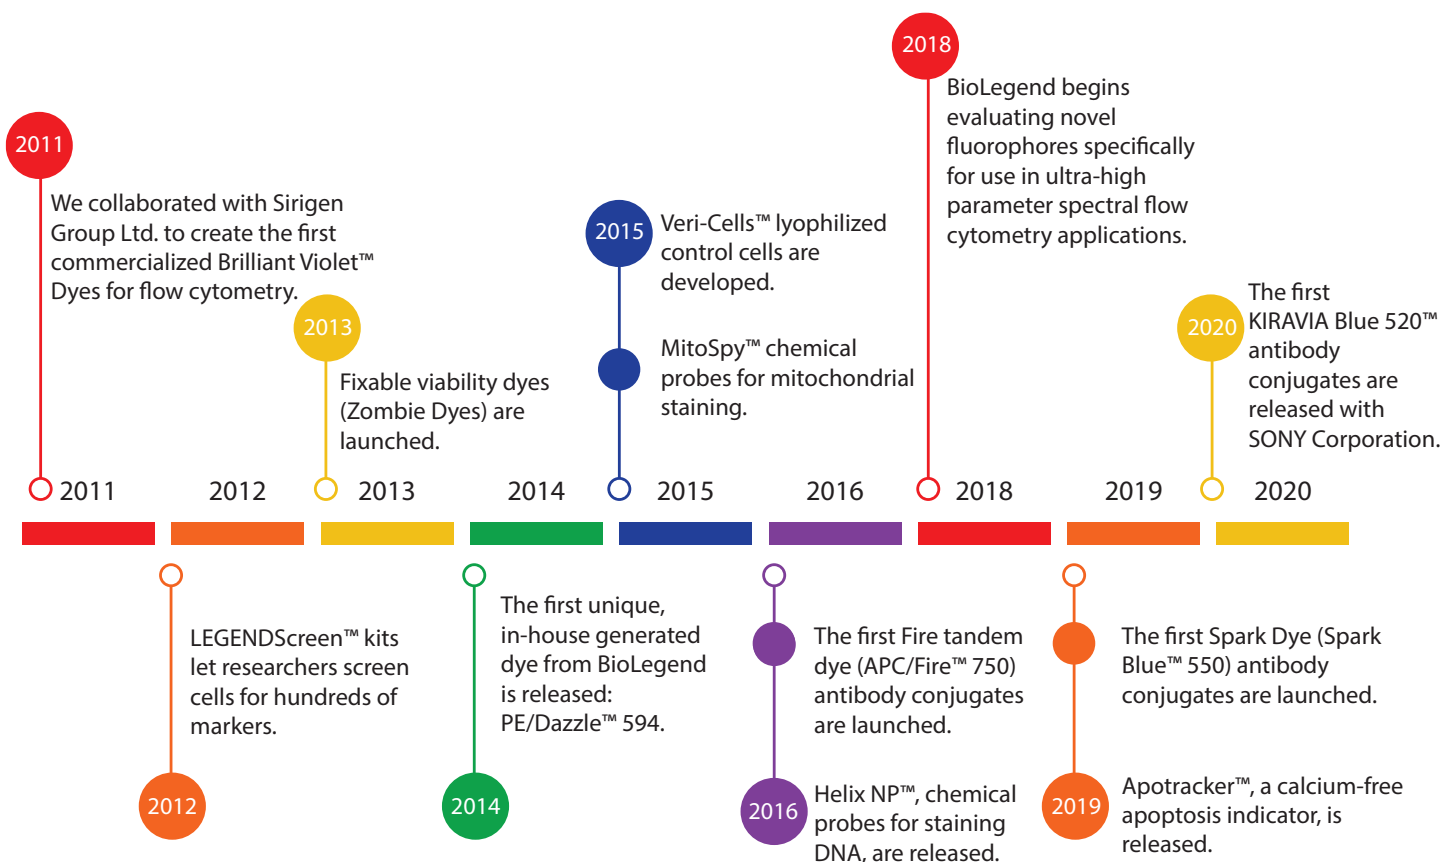 2011
We collaborated with Sirigen
Group Ltd. to create the first
commercialized Brilliant Violet™
Dyes for flow cytometry.
2013
Fixable viability dyes
(Zombie Dyes) are
launched.
2015
Veri-Cells™ lyophilized
control cells are
developed.
MitoSpy™ chemical
probes for mitochondrial
staining.
2018
BioLegend begins
evaluating novel
fluorophores specifically
for use in ultra-high
parameter spectral flow
cytometry applications.
2020
The first
KIRAVIA Blue 520™
antibody
conjugates are
released with
SONY Corporation.
2011 2012 2013 2014 2015 2016 2018 2019 2020
LEGENDScreen™ kits
let researchers screen
cells for hundreds of
markers.
2012
The first unique,
in-house generated
dye from BioLegend
is released:
PE/Dazzle™ 594.
2014
The first Fire tandem
dye (APC/Fire™ 750)
antibody conjugates
are launched.
2016
Helix NP™, chemical
probes for staining
DNA, are released.
The first Spark Dye (Spark
Blue™ 550) antibody
conjugates are launched.
2019
Apotracker™, a calcium-free
apoptosis indicator, is
released.